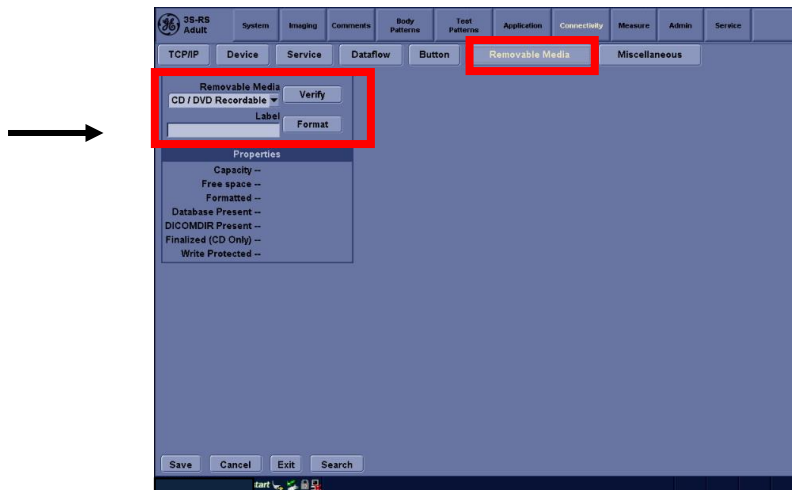 3S-RS
Adult
System Imaging Comments Body Patterns Text Patterns Application Connectivity Measure Admin Service
TCP/IP Device Service Dataflow Button Removable Media Miscellaneous
Removable Media
CD / DVD Recordable Verify
Label
Format
Properties
Capacity --
Free space --
Formatted --
Database Present --
DICOMDIR Present --
Finalized (CD Only) --
Write Protected --
Save Cancel Exit Search
tart